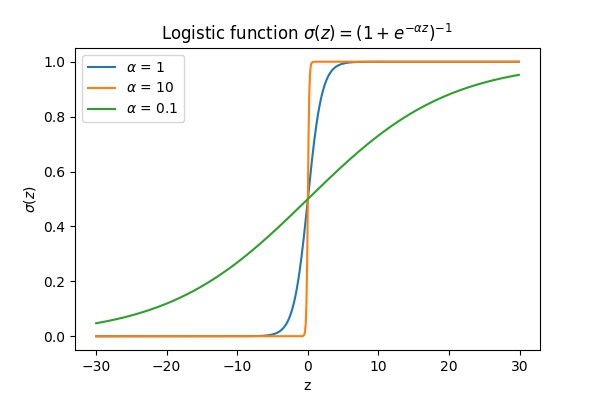 Logistic function σ(z) = (1 + e^{−αz})^{−1}
α = 1
α = 10
α = 0.1
σ(z)
1.0
0.8
0.6
0.4
0.2
0.0
−30 −20 −10 0 10 20 30
z